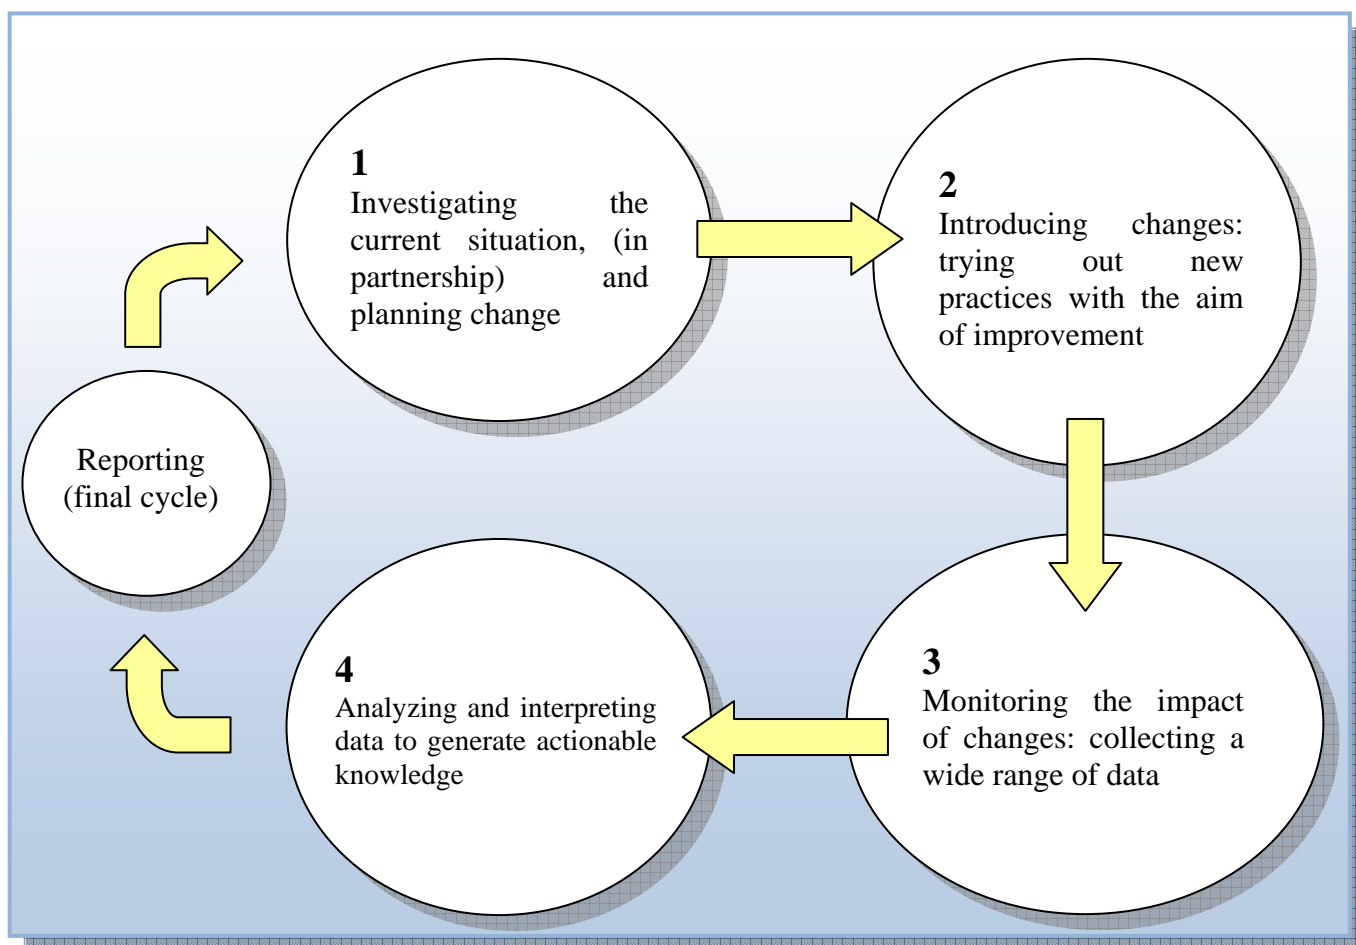 1
Investigating the
current situation, (in
partnership) and
planning change
2
Introducing changes:
trying out new
practices with the aim
of improvement
3
Monitoring the impact
of changes: collecting a
wide range of data
4
Analyzing and interpreting
data to generate actionable
knowledge
Reporting
(final cycle)